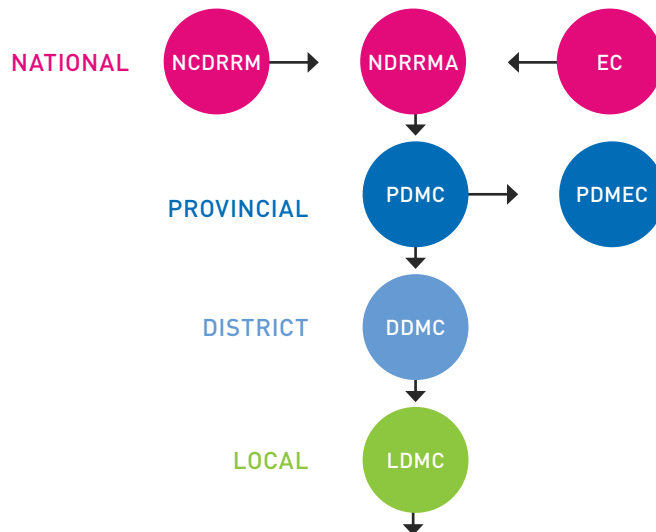 NATIONAL
NCDRRM
NDRRMA
EC
PROVINCIAL
PDMC
PDMEC
DISTRICT
DDMC
LOCAL
LDMC